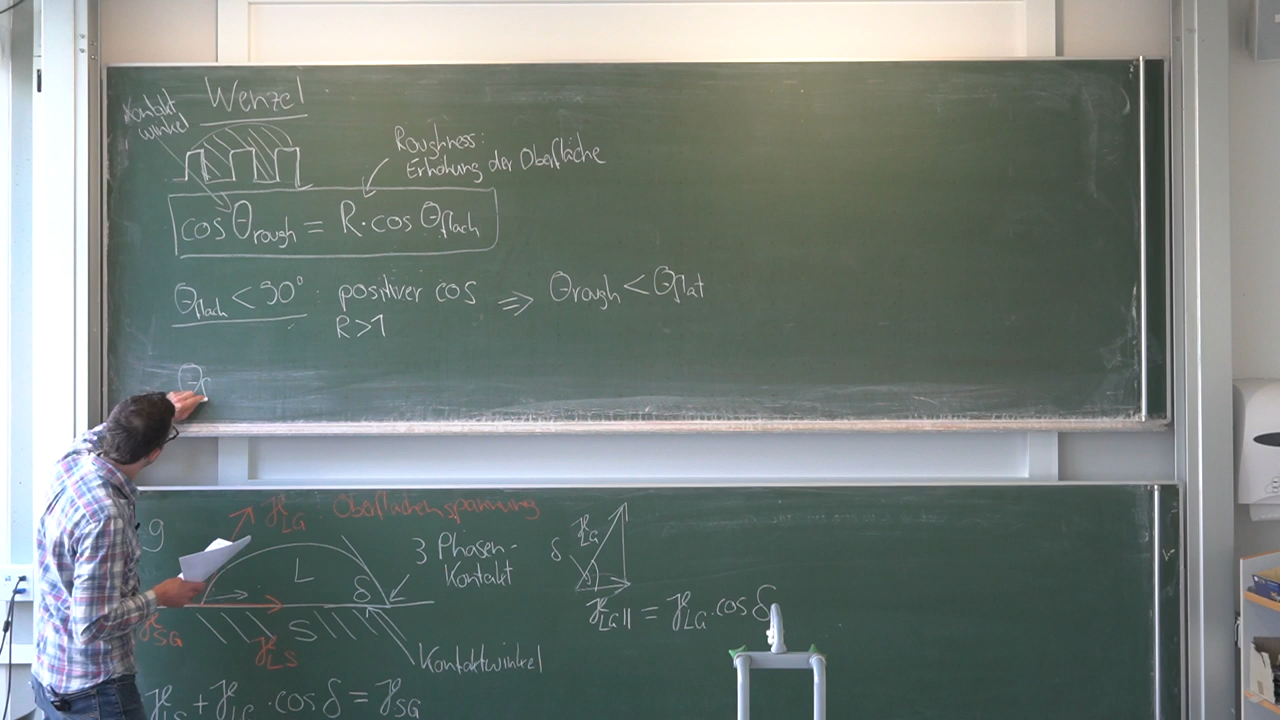 Kontakt
winkel
Wenzel
Roughness:
Erhöhung der Oberfläche
cos Θrough = R · cos Θflach
Θflach < 90° : positiver cos ⇒ Θrough < Θflat
R > 1
Θf
g
γLG Oberflächenspannung
3 Phasen-
Kontakt
L δ
S
γSG
γLS
Kontaktwinkel
γLG
δ
γLG|| = γLG · cos δ
γLS + γLG · cos δ = γSG